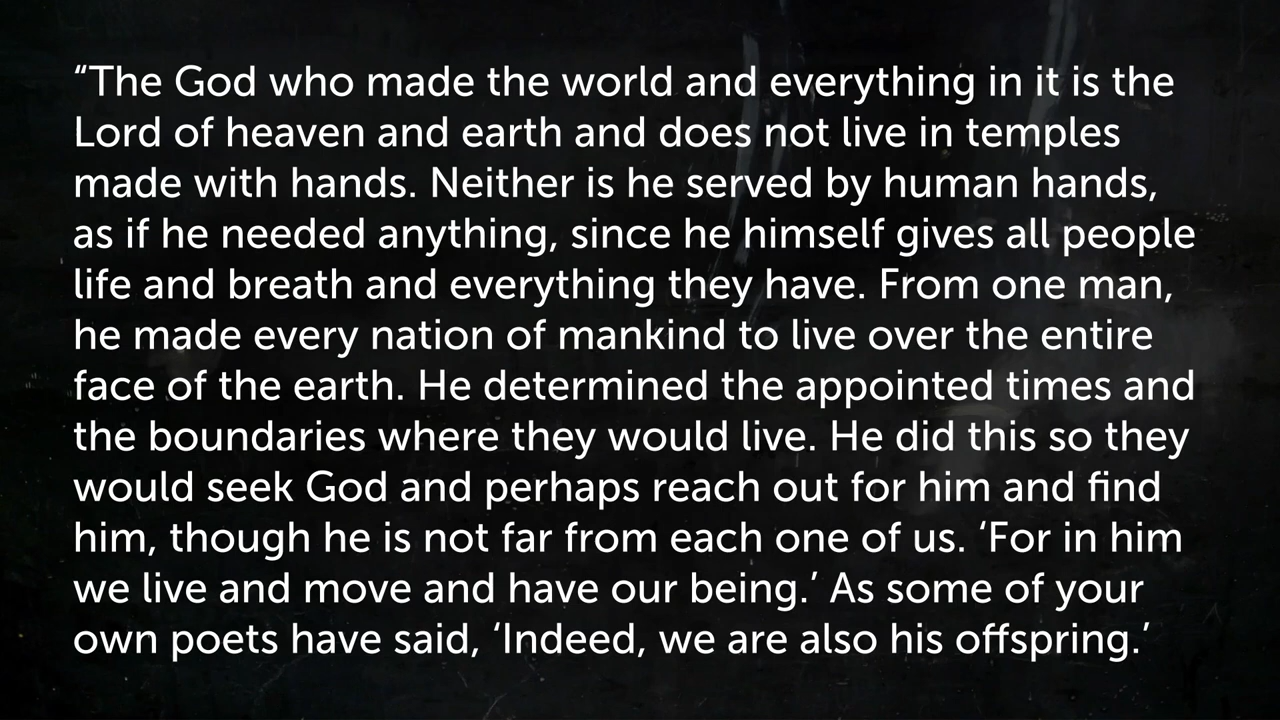 “The God who made the world and everything in it is the
Lord of heaven and earth and does not live in temples
made with hands. Neither is he served by human hands,
as if he needed anything, since he himself gives all people
life and breath and everything they have. From one man,
he made every nation of mankind to live over the entire
face of the earth. He determined the appointed times and
the boundaries where they would live. He did this so they
would seek God and perhaps reach out for him and find
him, though he is not far from each one of us. ‘For in him
we live and move and have our being.’ As some of your
own poets have said, ‘Indeed, we are also his offspring.’